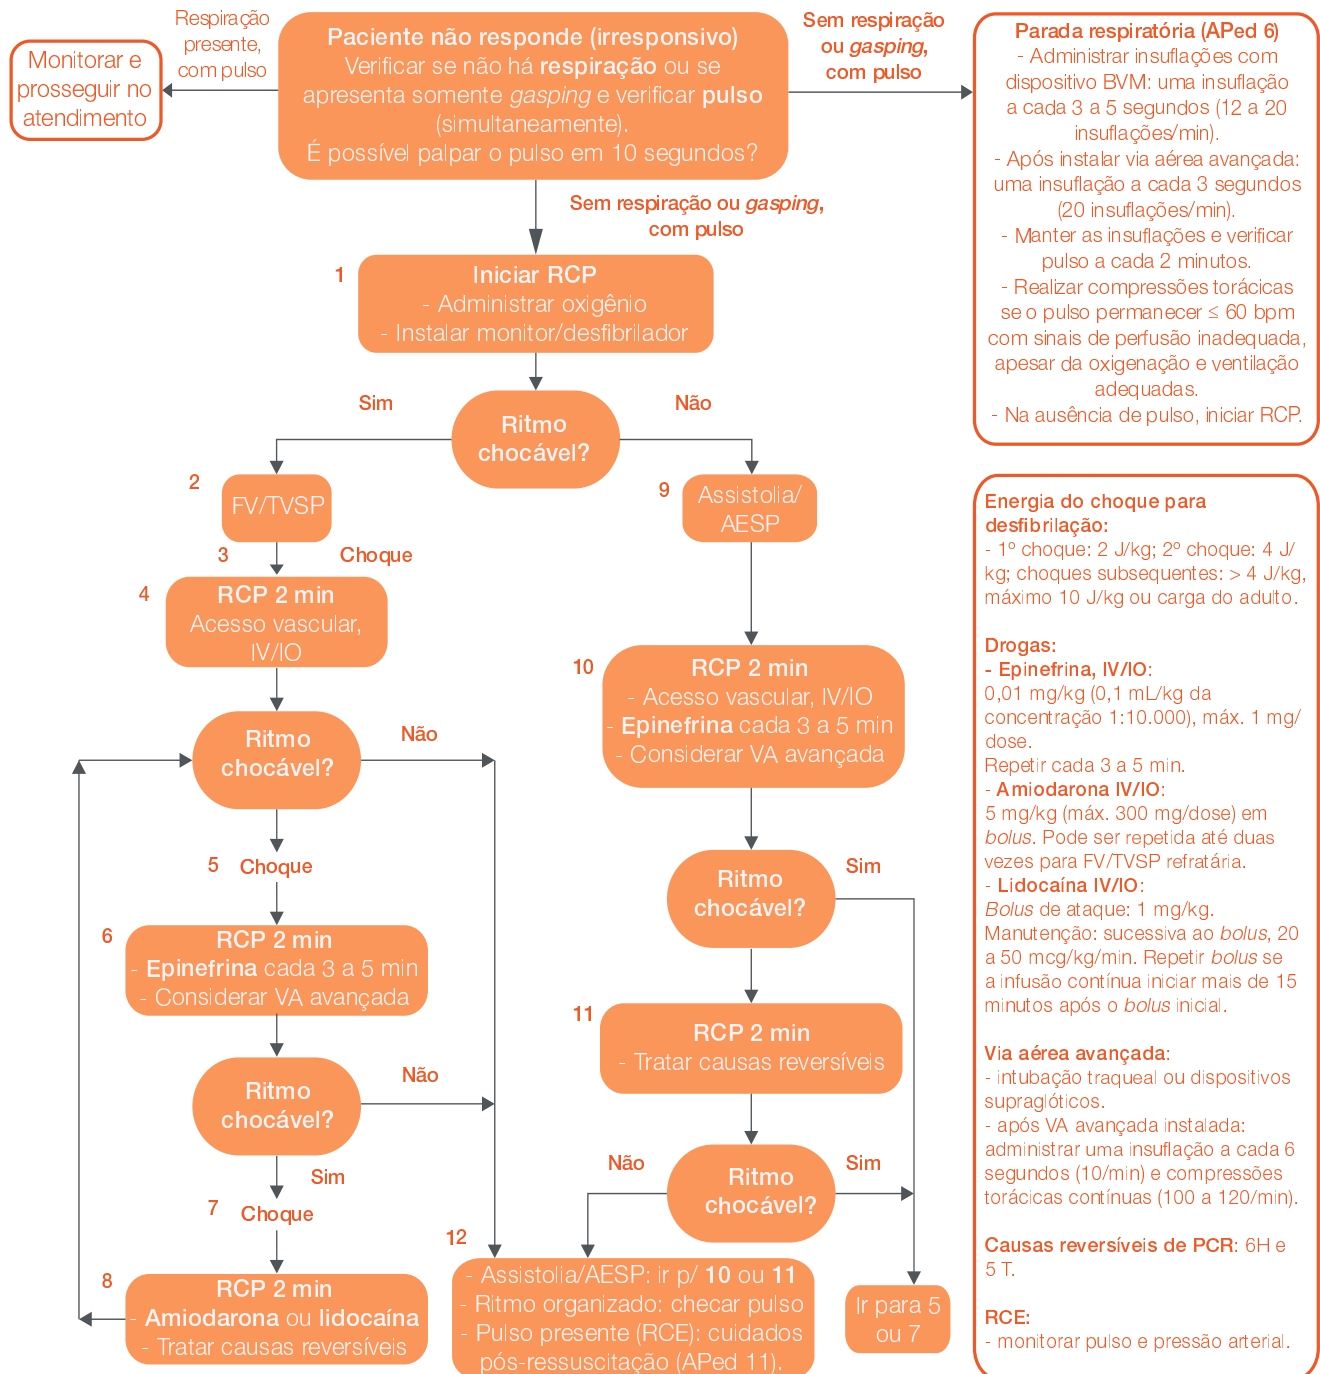 Respiração
presente,
com pulso
Monitorar e
prosseguir no
atendimento
Paciente não responde (irresponsivo)
Verificar se não há respiração ou se
apresenta somente gasping e verificar pulso
(simultaneamente).
É possível palpar o pulso em 10 segundos?
Sem respiração
ou gasping,
com pulso
Parada respiratória (APed 6)
- Administrar insuflações com
dispositivo BVM: uma insuflação
a cada 3 a 5 segundos (12 a 20
insuflações/min).
- Após instalar via aérea avançada:
uma insuflação a cada 3 segundos
(20 insuflações/min).
- Manter as insuflações e verificar
pulso a cada 2 minutos.
- Realizar compressões torácicas
se o pulso permanecer ≤ 60 bpm
com sinais de perfusão inadequada,
apesar da oxigenação e ventilação
adequadas.
- Na ausência de pulso, iniciar RCP.
Sem respiração ou gasping,
com pulso
1
Iniciar RCP
- Administrar oxigênio
- Instalar monitor/desfibrilador
Sim
Não
Ritmo
chocável?
2
FV/TVSP
3
Choque
4
RCP 2 min
Acesso vascular,
IV/IO
Ritmo
chocável?
Não
5
Choque
6
RCP 2 min
- Epinefrina cada 3 a 5 min
- Considerar VA avançada
Ritmo
chocável?
Não
Sim
7
Choque
8
RCP 2 min
- Amiodarona ou lidocaína
- Tratar causas reversíveis
9
Assistolia/
AESP
10
RCP 2 min
- Acesso vascular, IV/IO
- Epinefrina cada 3 a 5 min
- Considerar VA avançada
Ritmo
chocável?
Sim
11
RCP 2 min
- Tratar causas reversíveis
Não
Ritmo
chocável?
Sim
12
- Assistolia/AESP: ir p/ 10 ou 11
- Ritmo organizado: checar pulso
- Pulso presente (RCE): cuidados
pós-ressuscitação (APed 11).
Ir para 5
ou 7
Energia do choque para
desfibrilação:
- 1º choque: 2 J/kg; 2º choque: 4 J/
kg; choques subsequentes: > 4 J/kg,
máximo 10 J/kg ou carga do adulto.
Drogas:
- Epinefrina, IV/IO:
0,01 mg/kg (0,1 mL/kg da
concentração 1:10.000), máx. 1 mg/
dose.
Repetir cada 3 a 5 min.
- Amiodarona IV/IO:
5 mg/kg (máx. 300 mg/dose) em
bolus. Pode ser repetida até duas
vezes para FV/TVSP refratária.
- Lidocaína IV/IO:
Bolus de ataque: 1 mg/kg.
Manutenção: sucessiva ao bolus, 20
a 50 mcg/kg/min. Repetir bolus se
a infusão contínua iniciar mais de 15
minutos após o bolus inicial.
Via aérea avançada:
- intubação traqueal ou dispositivos
supraglóticos.
- após VA avançada instalada:
administrar uma insuflação a cada 6
segundos (10/min) e compressões
torácicas contínuas (100 a 120/min).
Causas reversíveis de PCR: 6H e
5 T.
RCE:
- monitorar pulso e pressão arterial.